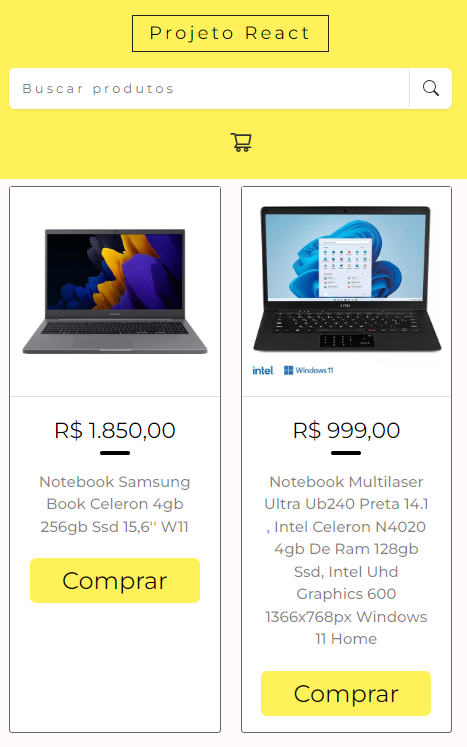 Projeto React
Buscar produtos
intel. Windows 11
R$ 1.850,00
R$ 999,00
Notebook Samsung
Book Celeron 4gb
256gb Ssd 15,6'' W11
Comprar
Notebook Multilaser
Ultra Ub240 Preta 14.1
, Intel Celeron N4020
4gb De Ram 128gb
Ssd, Intel Uhd
Graphics 600
1366x768px Windows
11 Home
Comprar